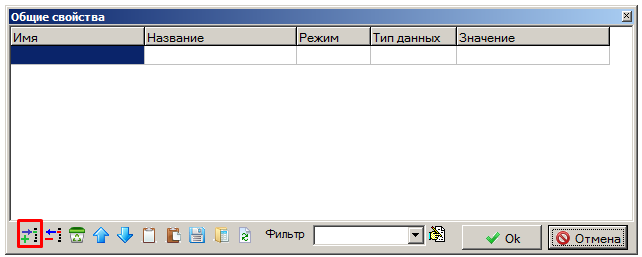 Общие свойства
Имя Название Режим Тип данных Значение
Фильтр Ok Отмена